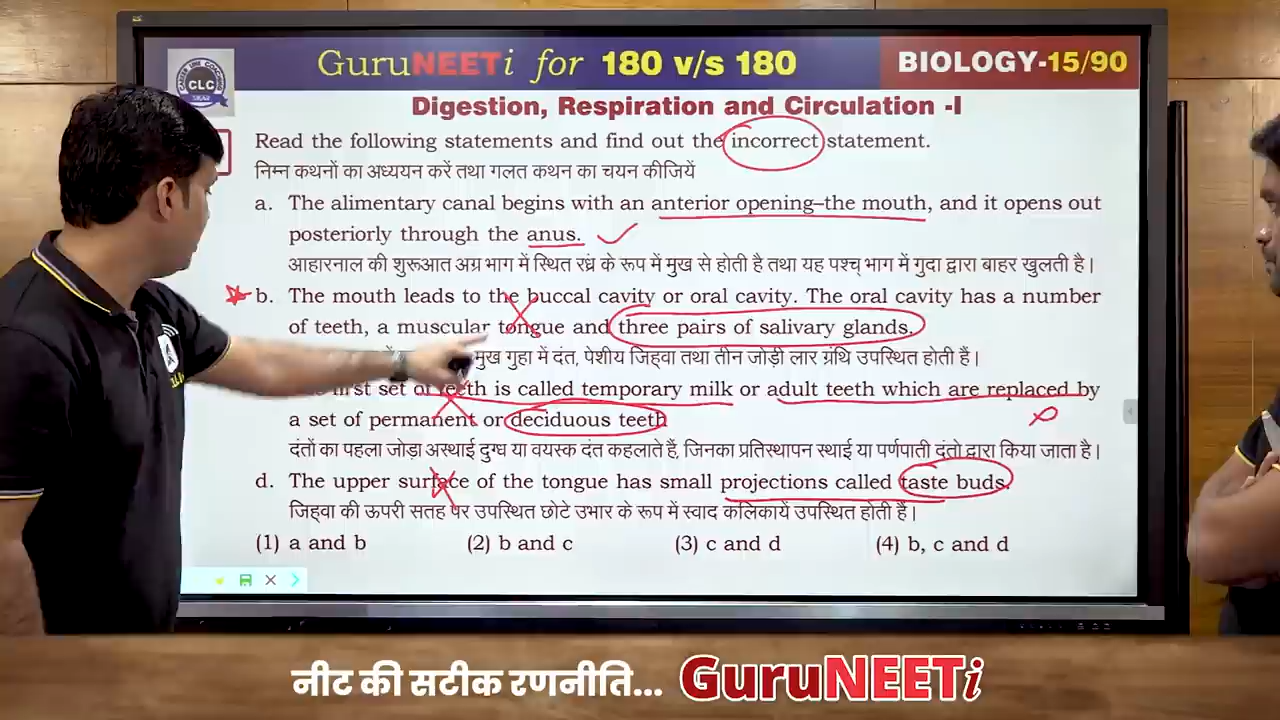 GuruNEETi for 180 v/s 180
BIOLOGY-15/90
CLC
Digestion, Respiration and Circulation -I
Read the following statements and find out the incorrect statement.
निम्न कथनों का अध्ययन करें तथा गलत कथन का चयन कीजियें
a. The alimentary canal begins with an anterior opening–the mouth, and it opens out
posteriorly through the anus.
आहारनाल की शुरूआत अग्र भाग में स्थित रंध्र के रूप में मुख से होती है तथा यह पश्च् भाग में गुदा द्वारा बाहर खुलती है।
b. The mouth leads to the buccal cavity or oral cavity. The oral cavity has a number
of teeth, a muscular tongue and three pairs of salivary glands.
मुख गुहा में दंत, पेशीय जिह्वा तथा तीन जोड़ी लार ग्रंथि उपस्थित होती हैं।
first set of teeth is called temporary milk or adult teeth which are replaced by
a set of permanent or deciduous teeth
दंतों का पहला जोड़ा अस्थाई दुग्ध या वयस्क दंत कहलाते है, जिनका प्रतिस्थापन स्थाई या पर्णपाती दंतो द्वारा किया जाता है।
d. The upper surface of the tongue has small projections called taste buds.
जिह्वा की ऊपरी सतह पर उपस्थित छोटे उभार के रूप में स्वाद कलिकायें उपस्थित होती हैं।
(1) a and b (2) b and c (3) c and d (4) b, c and d
नीट की सटीक रणनीति... GuruNEETi